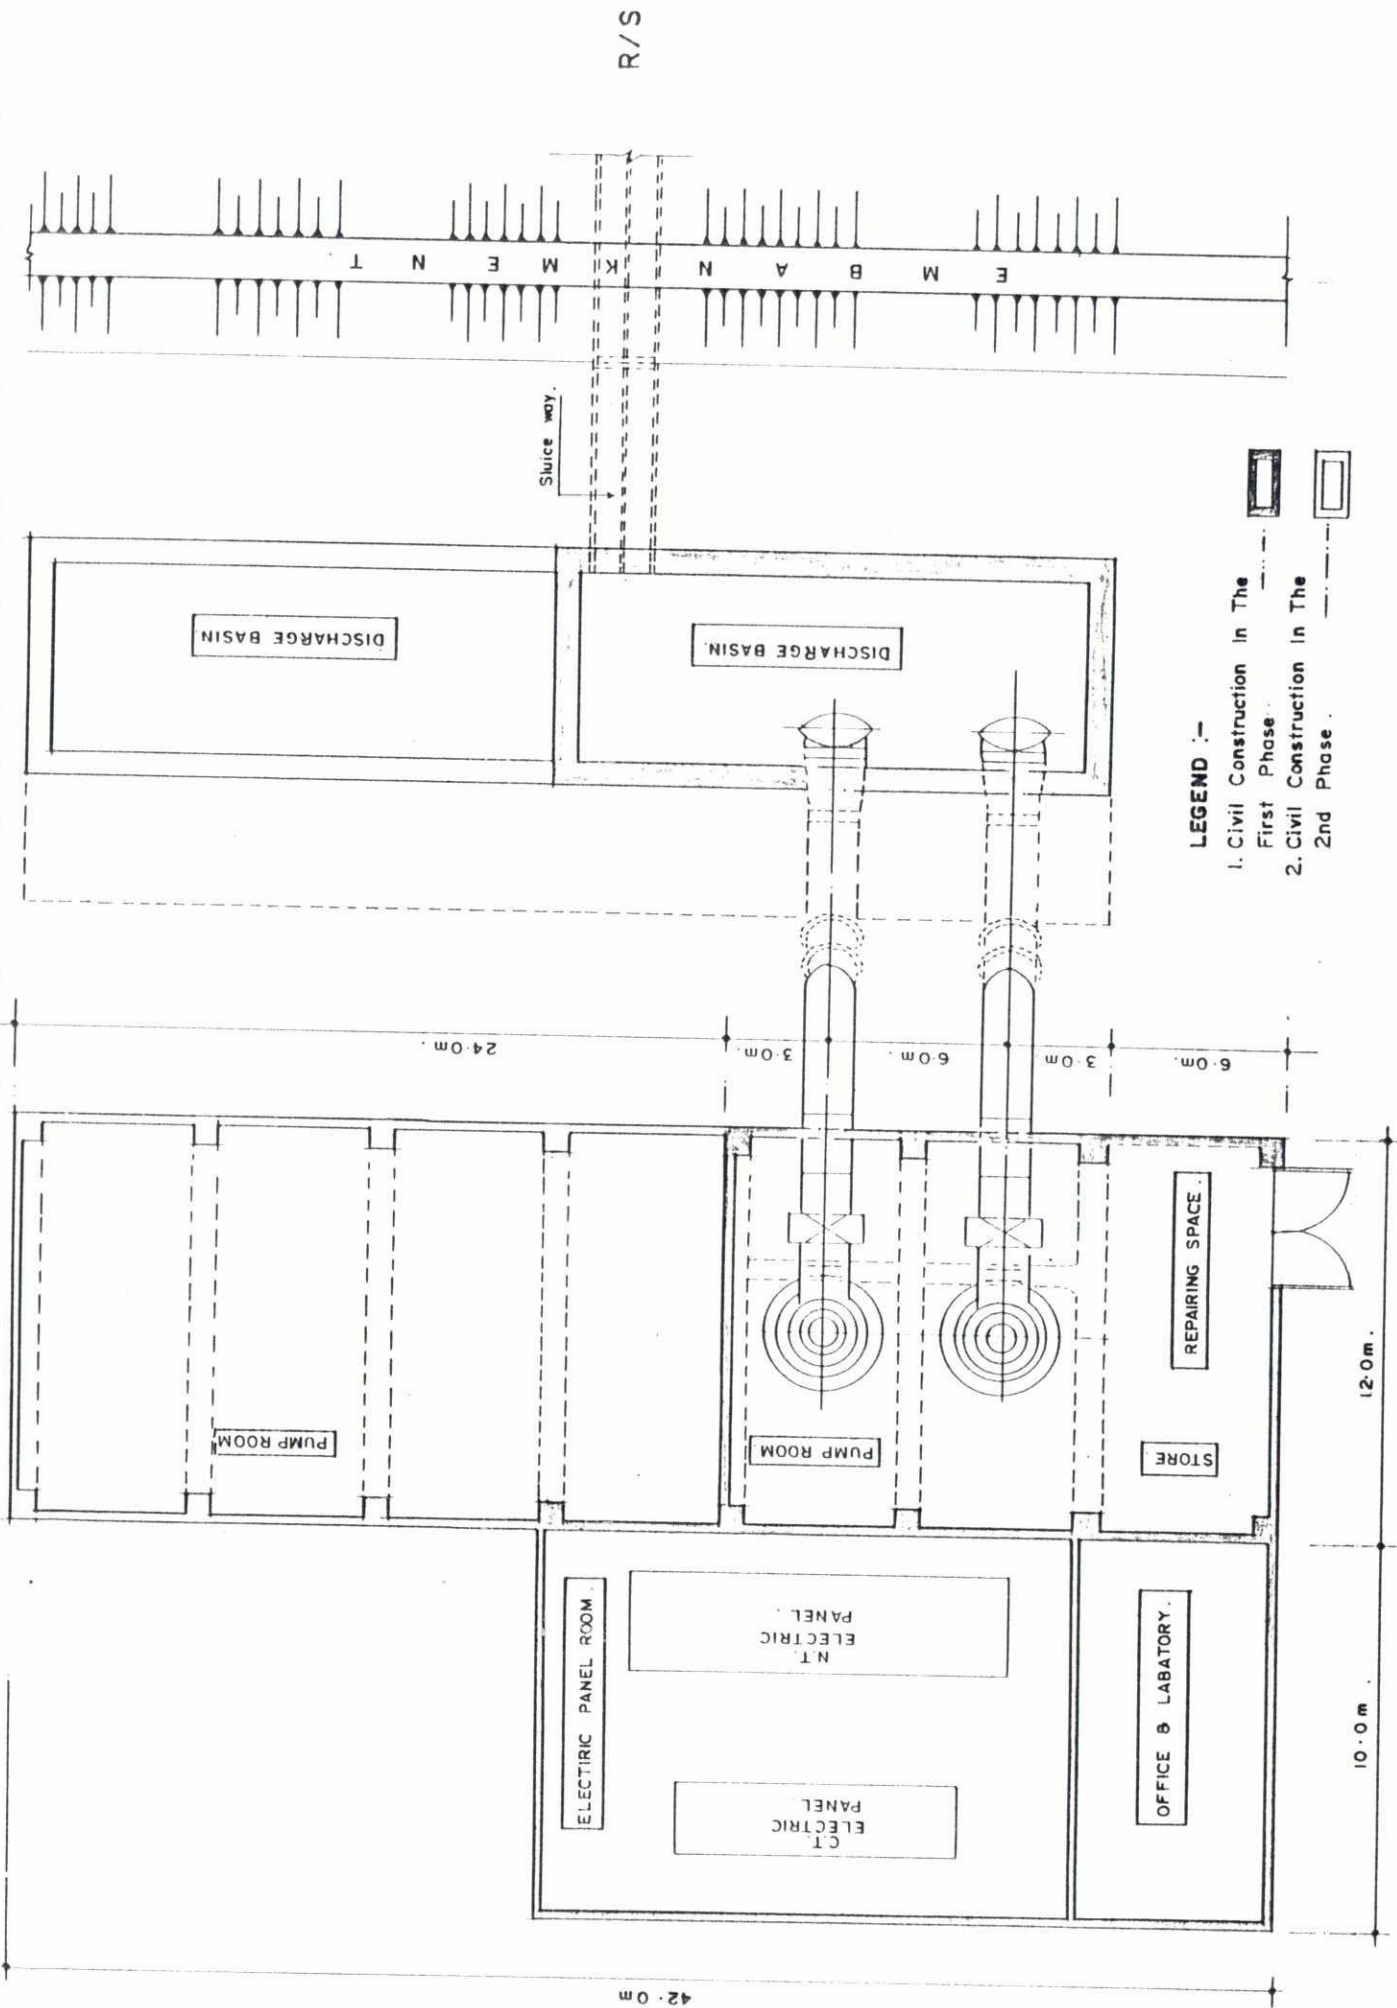 R/S
EMBANKMENT
Sluice way.
DISCHARGE BASIN.
DISCHARGE BASIN.
LEGEND :-
1. Civil Construction In The
First Phase
2. Civil Construction In The
2nd Phase .
24·0m.
3·0m.
6·0m.
3·0m
6·0m.
PUMP ROOM
PUMP ROOM
REPAIRING SPACE.
STORE
12·0m.
10·0m.
ELECTIRIC PANEL ROOM.
N.T.
ELECTRIC
PANEL.
C.T.
ELECTRIC
PANEL
OFFICE & LABATORY.
42·0m